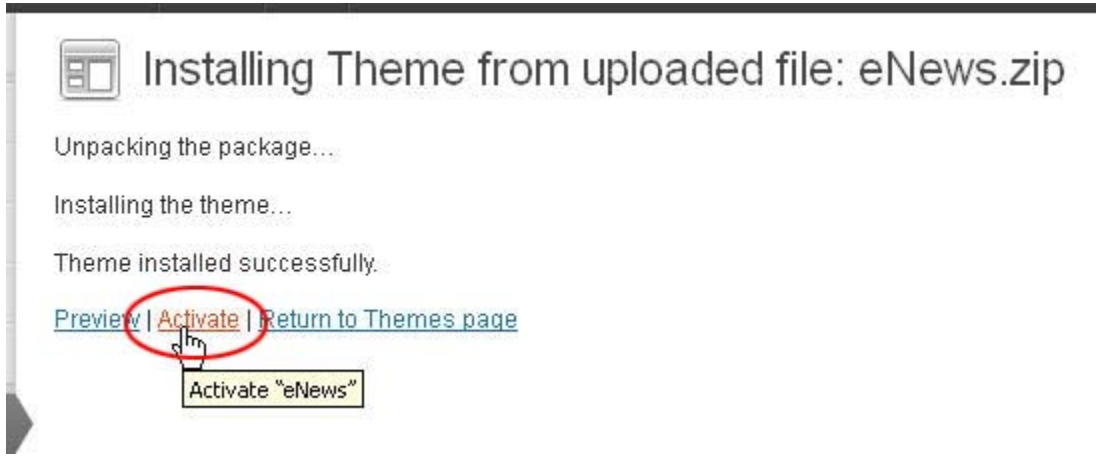 Installing Theme from uploaded file: eNews.zip
Unpacking the package...
Installing the theme...
Theme installed successfully.
Preview | Activate | Return to Themes page
Activate "eNews"